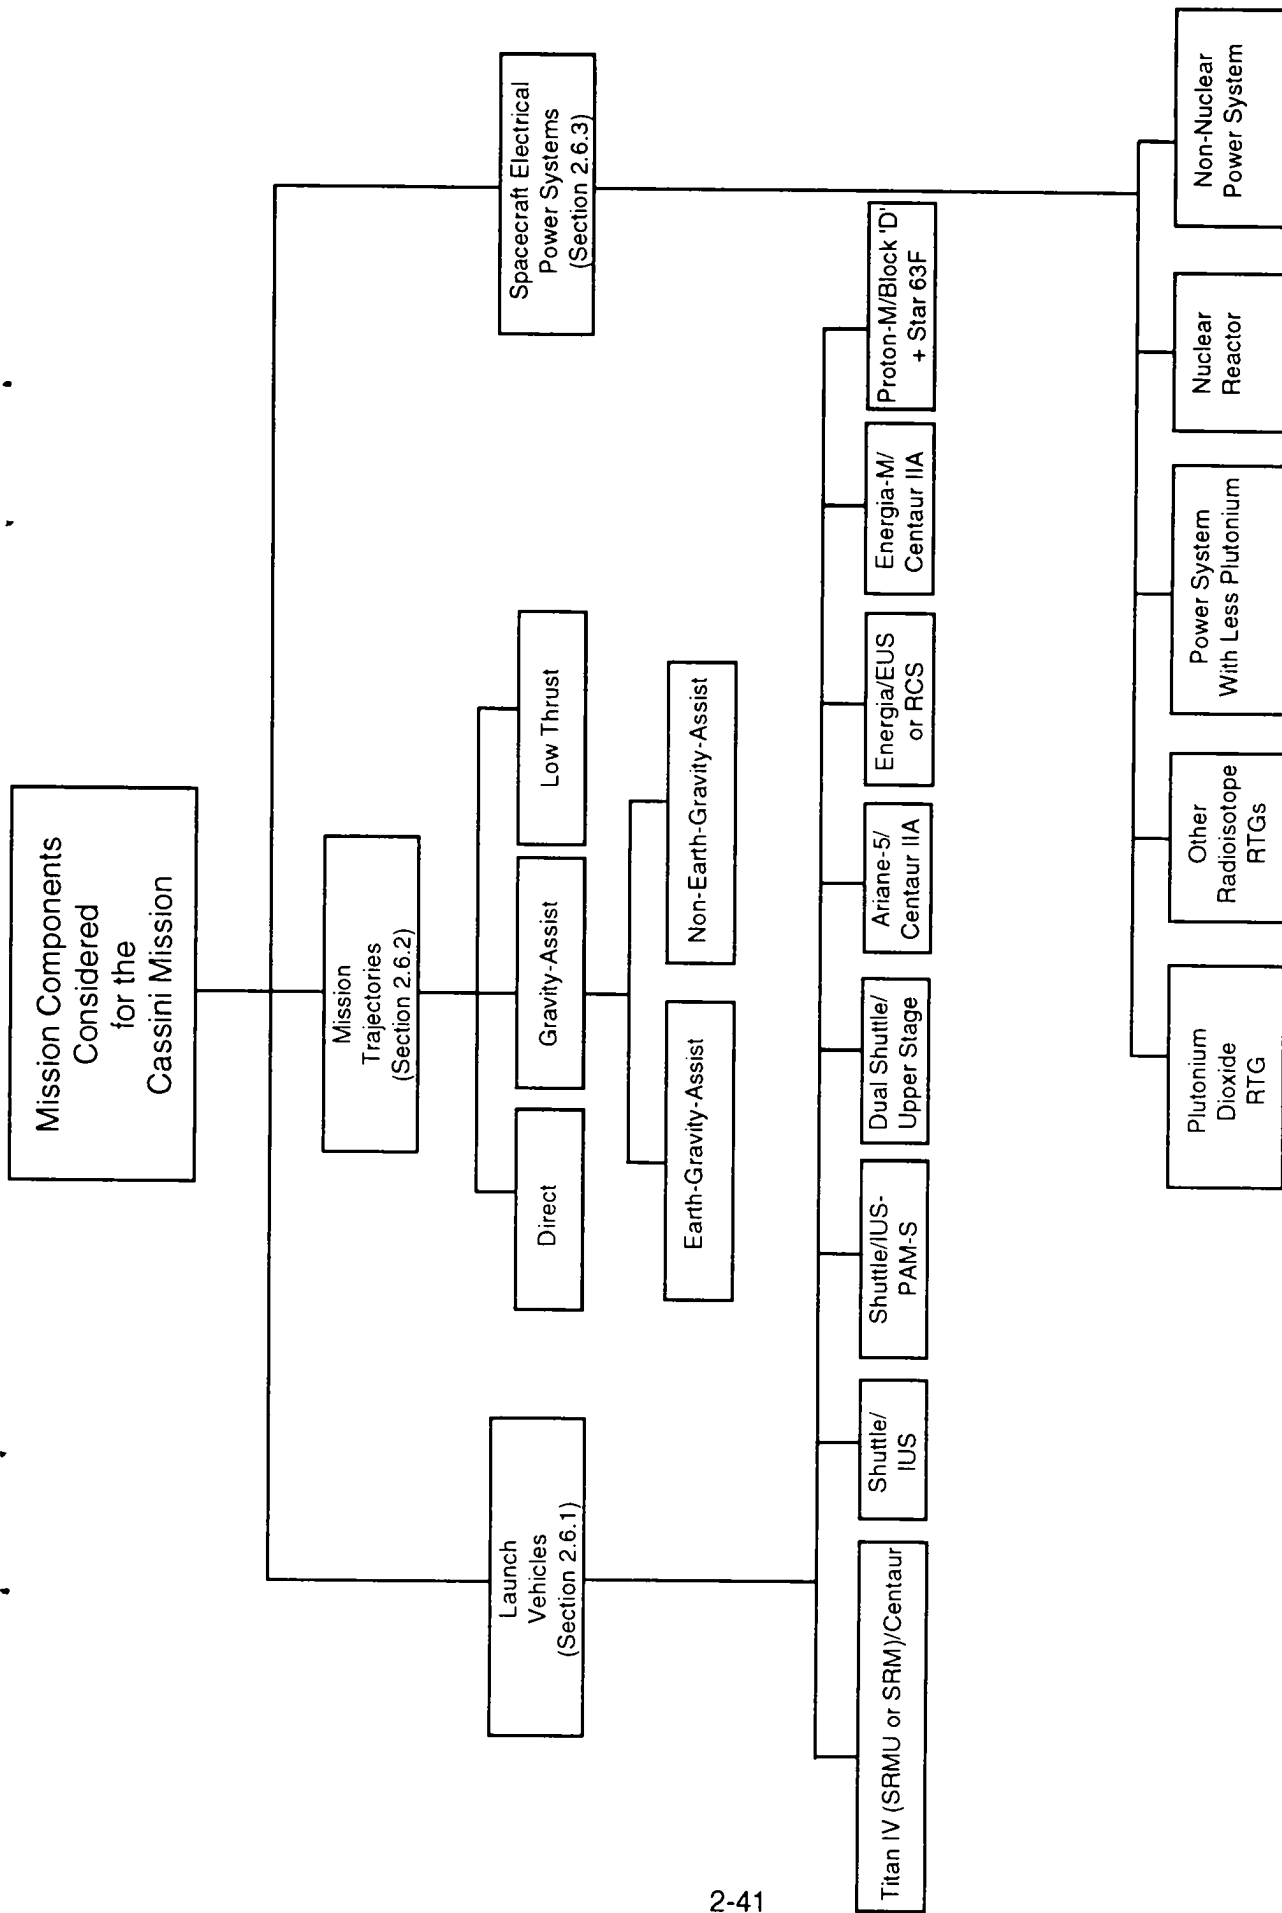 Mission Components
Considered
for the
Cassini Mission
Launch
Vehicles
(Section 2.6.1)
Mission
Trajectories
(Section 2.6.2)
Spacecraft Electrical
Power Systems
(Section 2.6.3)
Direct
Gravity-Assist
Low Thrust
Earth-Gravity-Assist
Non-Earth-Gravity-Assist
Titan IV (SRMU or SRM)/Centaur
Shuttle/
IUS
Shuttle/IUS-
PAM-S
Dual Shuttle/
Upper Stage
Ariane-5/
Centaur IIA
Energia/EUS
or RCS
Energia-M/
Centaur IIA
Proton-M/Block 'D'
+ Star 63F
Plutonium
Dioxide
RTG
Other
Radioisotope
RTGs
Power System
With Less Plutonium
Nuclear
Reactor
Non-Nuclear
Power System
2-41